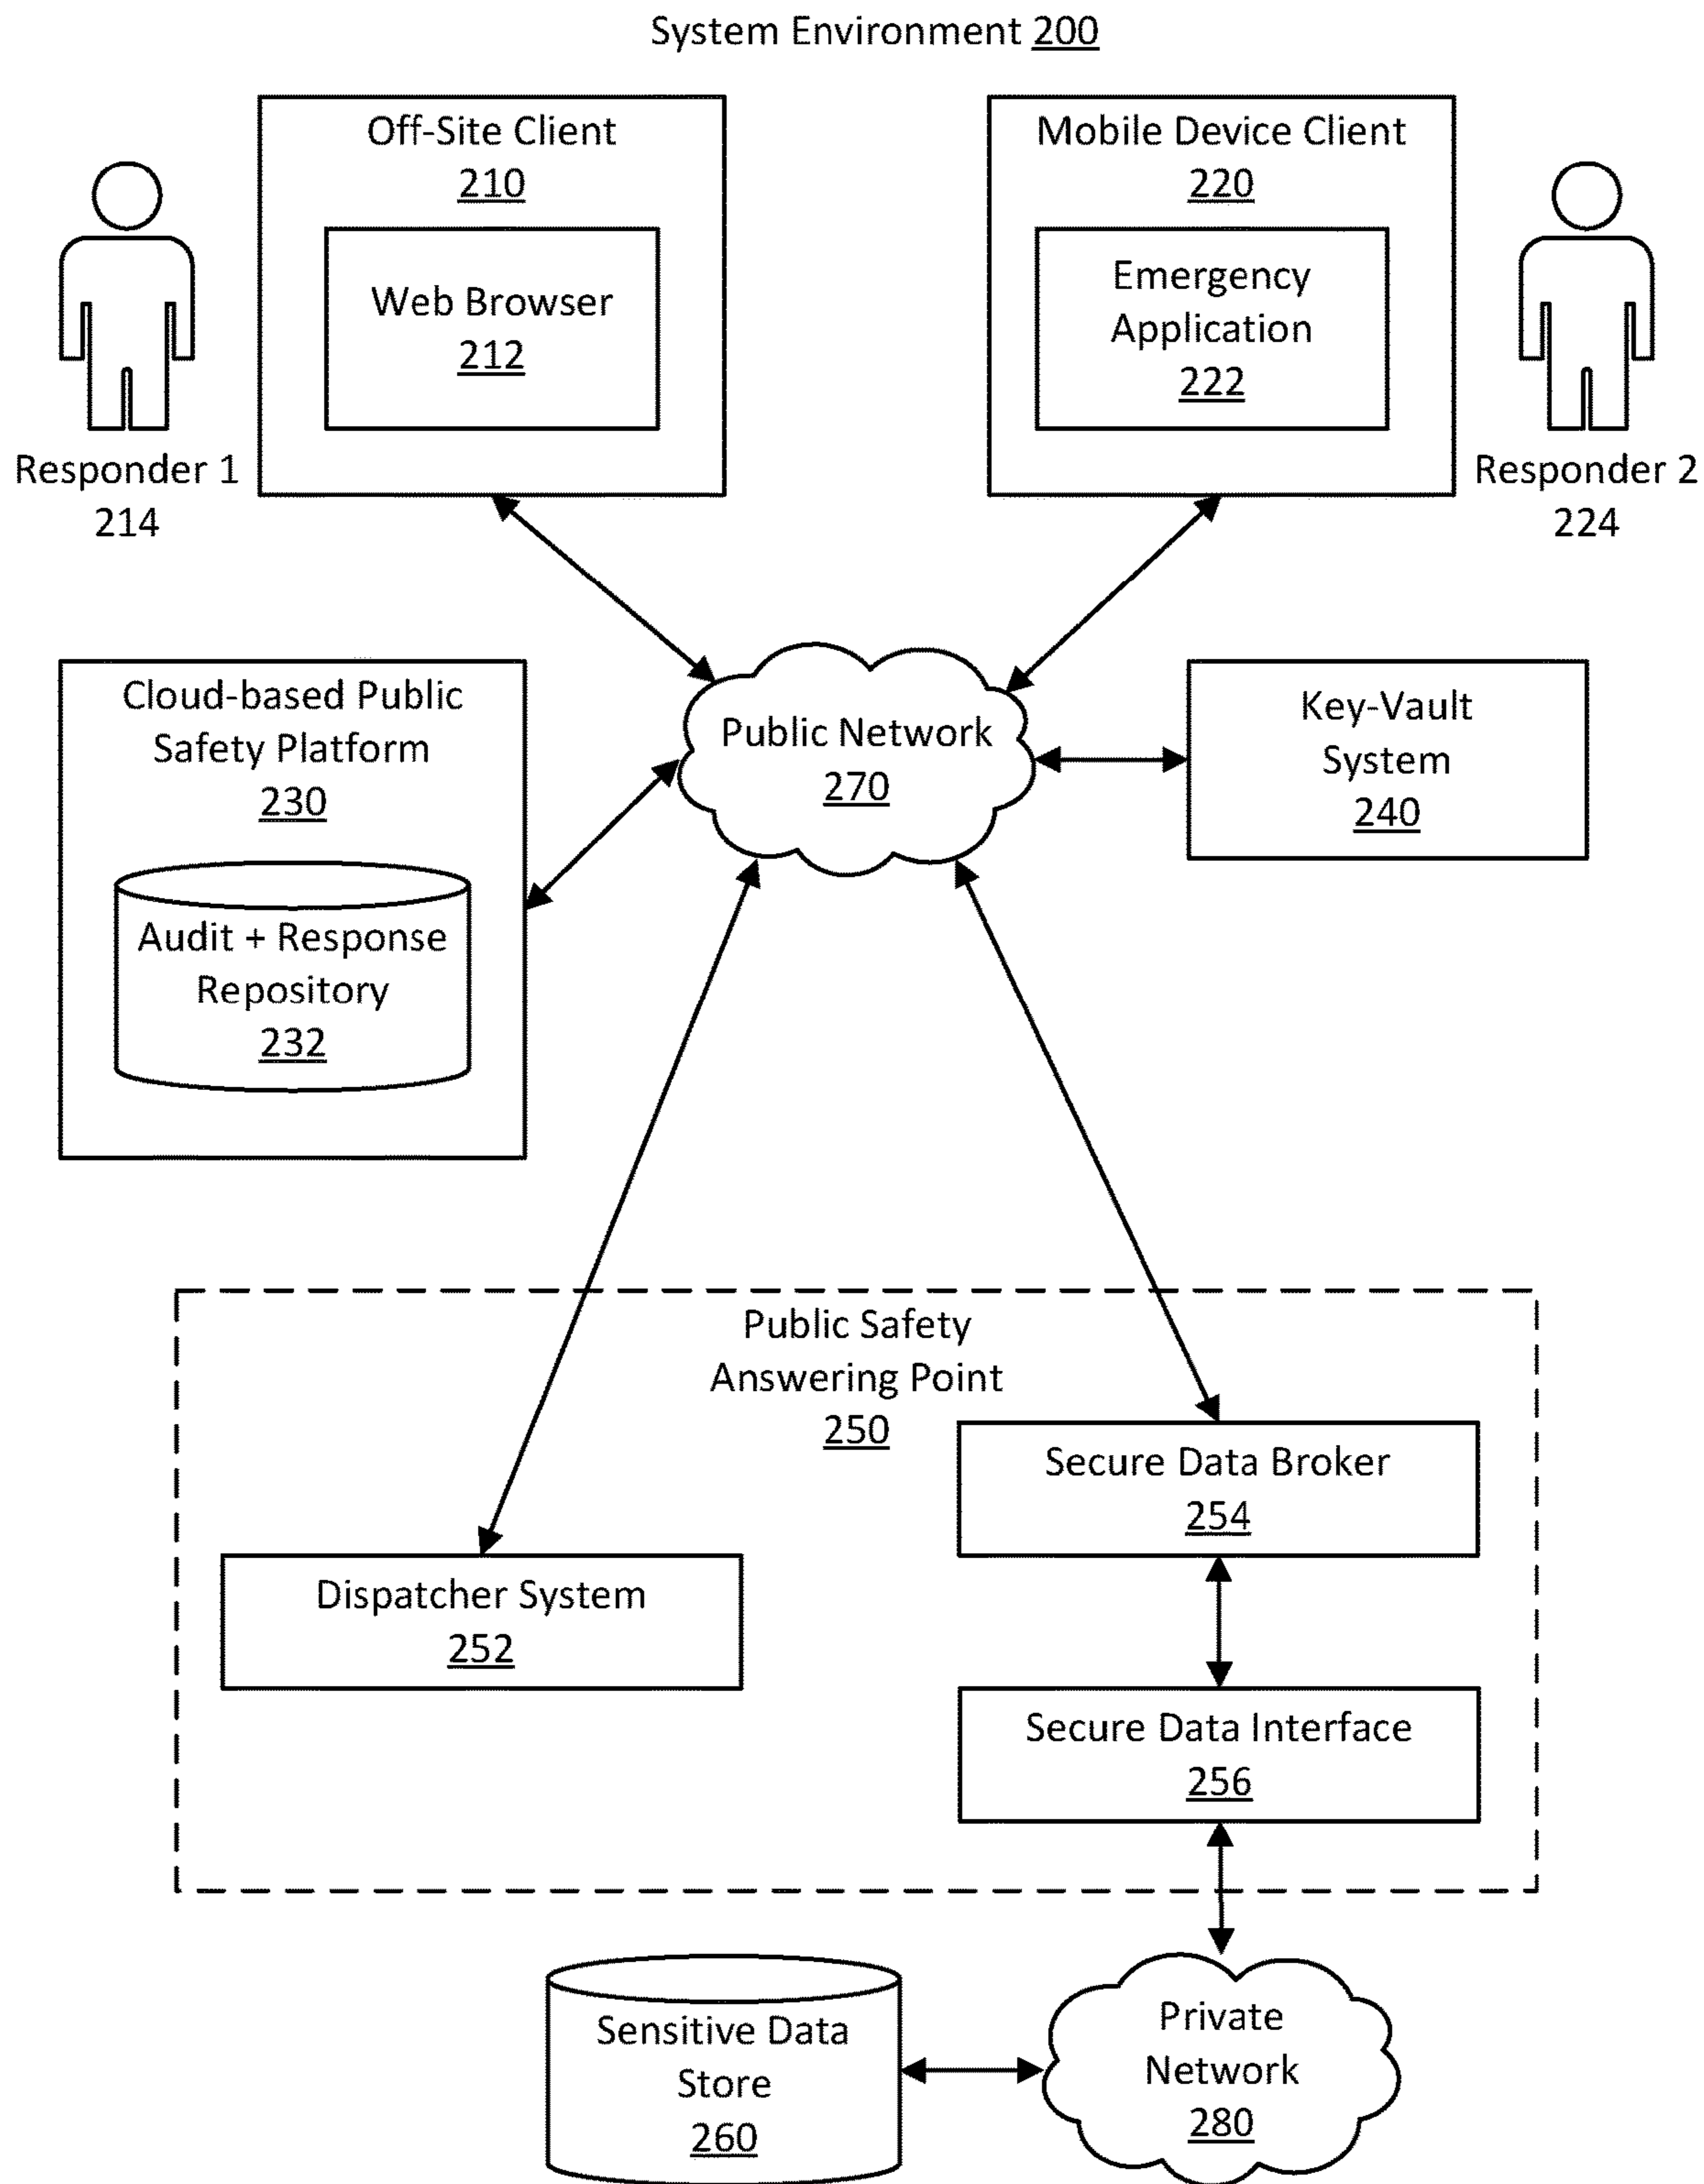 System Environment 200
Off-Site Client
210
Web Browser
212
Responder 1
214
Mobile Device Client
220
Emergency
Application
222
Responder 2
224
Cloud-based Public
Safety Platform
230
Audit + Response
Repository
232
Public Network
270
Key-Vault
System
240
Public Safety
Answering Point
250
Dispatcher System
252
Secure Data Broker
254
Secure Data Interface
256
Sensitive Data
Store
260
Private
Network
280